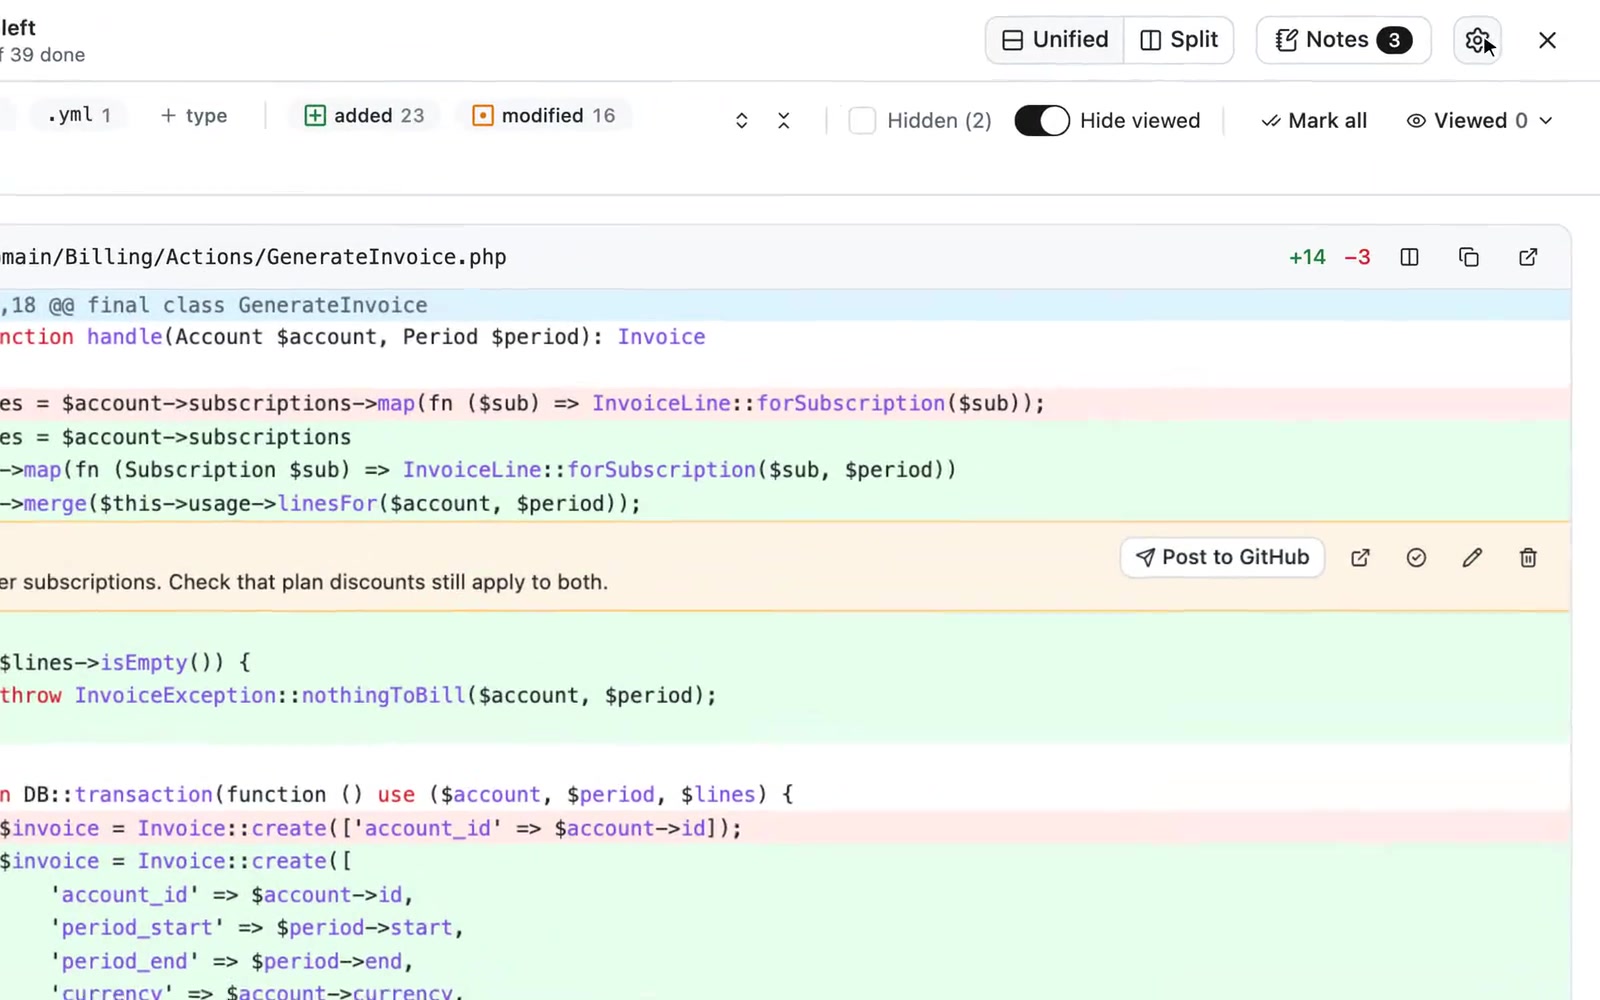 left
Unified Split Notes 3
f 39 done
.yml 1 + type added 23 modified 16 Hidden (2) Hide viewed Mark all Viewed 0
main/Billing/Actions/GenerateInvoice.php +14 −3
,18 @@ final class GenerateInvoice
nction handle(Account $account, Period $period): Invoice
es = $account->subscriptions->map(fn ($sub) => InvoiceLine::forSubscription($sub));
es = $account->subscriptions
->map(fn (Subscription $sub) => InvoiceLine::forSubscription($sub, $period))
->merge($this->usage->linesFor($account, $period));
Post to GitHub
er subscriptions. Check that plan discounts still apply to both.
$lines->isEmpty()) {
throw InvoiceException::nothingToBill($account, $period);
n DB::transaction(function () use ($account, $period, $lines) {
$invoice = Invoice::create(['account_id' => $account->id]);
$invoice = Invoice::create([
'account_id' => $account->id,
'period_start' => $period->start,
'period_end' => $period->end,
'currency' => $account->currency,